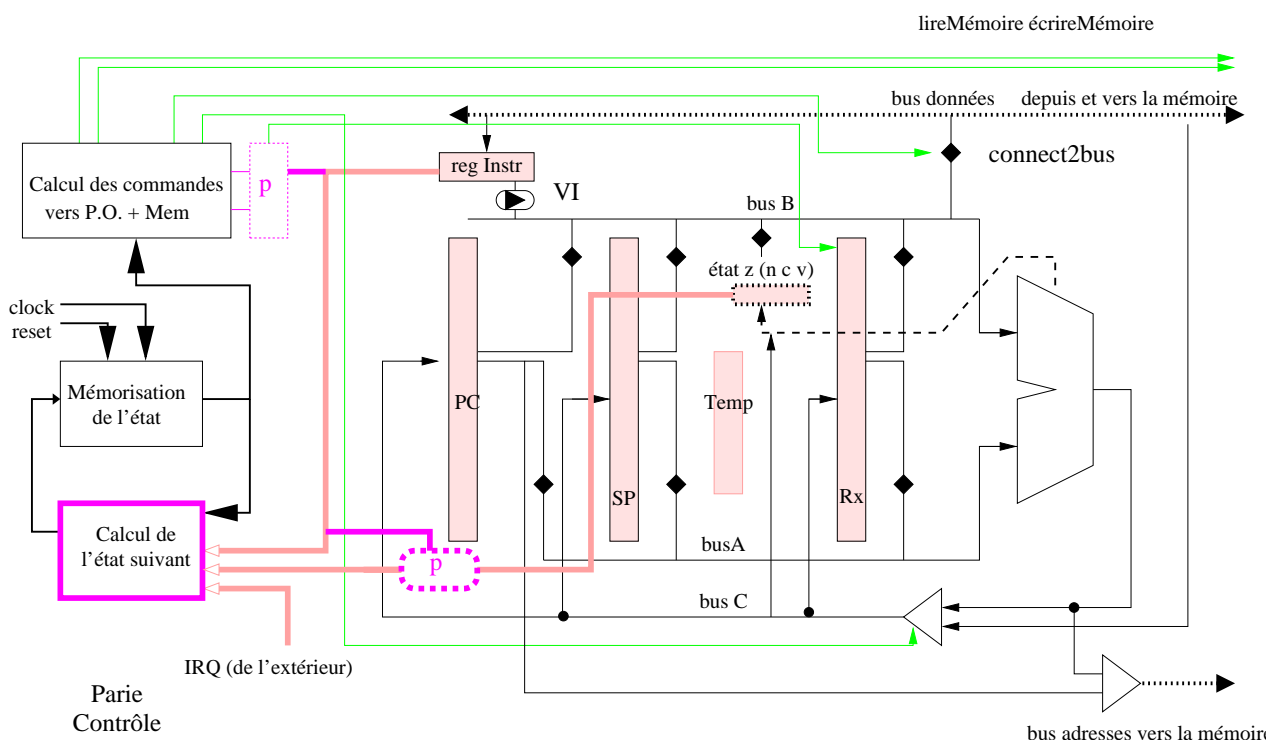 lireMémoire écrireMémoire
bus données
depuis et vers la mémoire
connect2bus
reg Instr
VI
bus B
Calcul des commandes
vers P.O. + Mem
p
état z (n c v)
clock
reset
Mémorisation
de l'état
PC
SP
Temp
Rx
Calcul de
l'état suivant
p
busA
bus C
IRQ (de l'extérieur)
Parie
Contrôle
bus adresses vers la mémoire